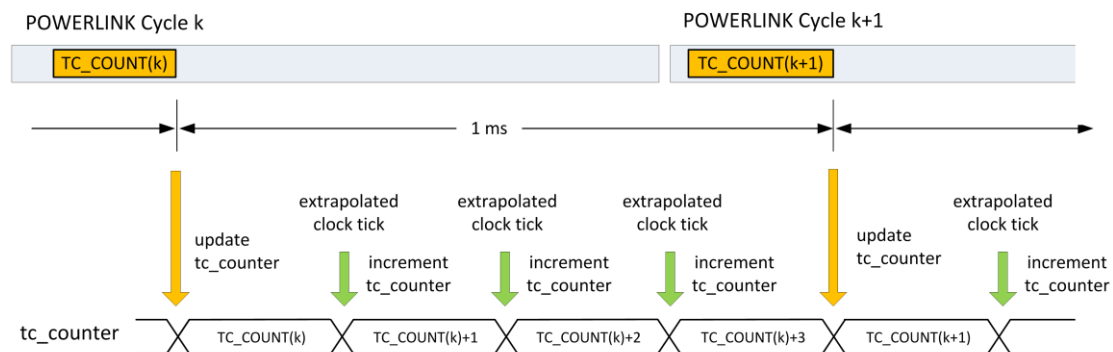 POWERLINK Cycle k
POWERLINK Cycle k+1
TC_COUNT(k)
TC_COUNT(k+1)
1 ms
extrapolated
clock tick
extrapolated
clock tick
extrapolated
clock tick
extrapolated
clock tick
update
tc_counter
increment
tc_counter
increment
tc_counter
increment
tc_counter
update
tc_counter
increment
tc_counter
tc_counter
TC_COUNT(k)
TC_COUNT(k)+1
TC_COUNT(k)+2
TC_COUNT(k)+3
TC_COUNT(k+1)